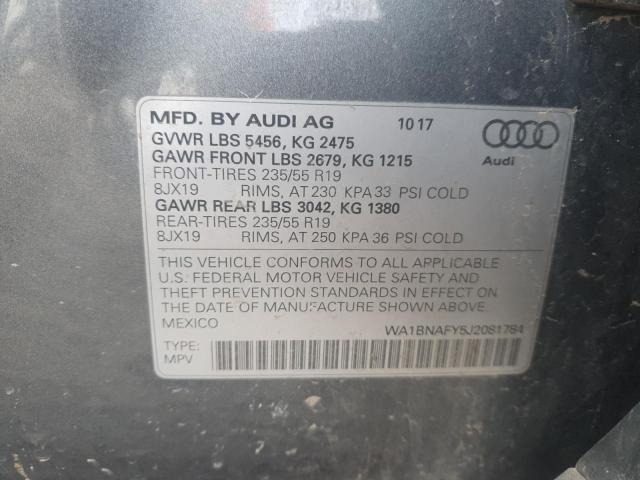 MFD. BY AUDI AG 10 17
GVWR LBS 5456, KG 2475
GAWR FRONT LBS 2679, KG 1215
FRONT-TIRES 235/55 R19
8JX19 RIMS, AT 230 KPA 33 PSI COLD
GAWR REAR LBS 3042, KG 1380
REAR-TIRES 235/55 R19
8JX19 RIMS, AT 250 KPA 36 PSI COLD
Audi
THIS VEHICLE CONFORMS TO ALL APPLICABLE
U.S. FEDERAL MOTOR VEHICLE SAFETY AND
THEFT PREVENTION STANDARDS IN EFFECT ON
THE DATE OF MANUFACTURE SHOWN ABOVE.
MEXICO WA1BNAFY5J2081784
TYPE:
MPV